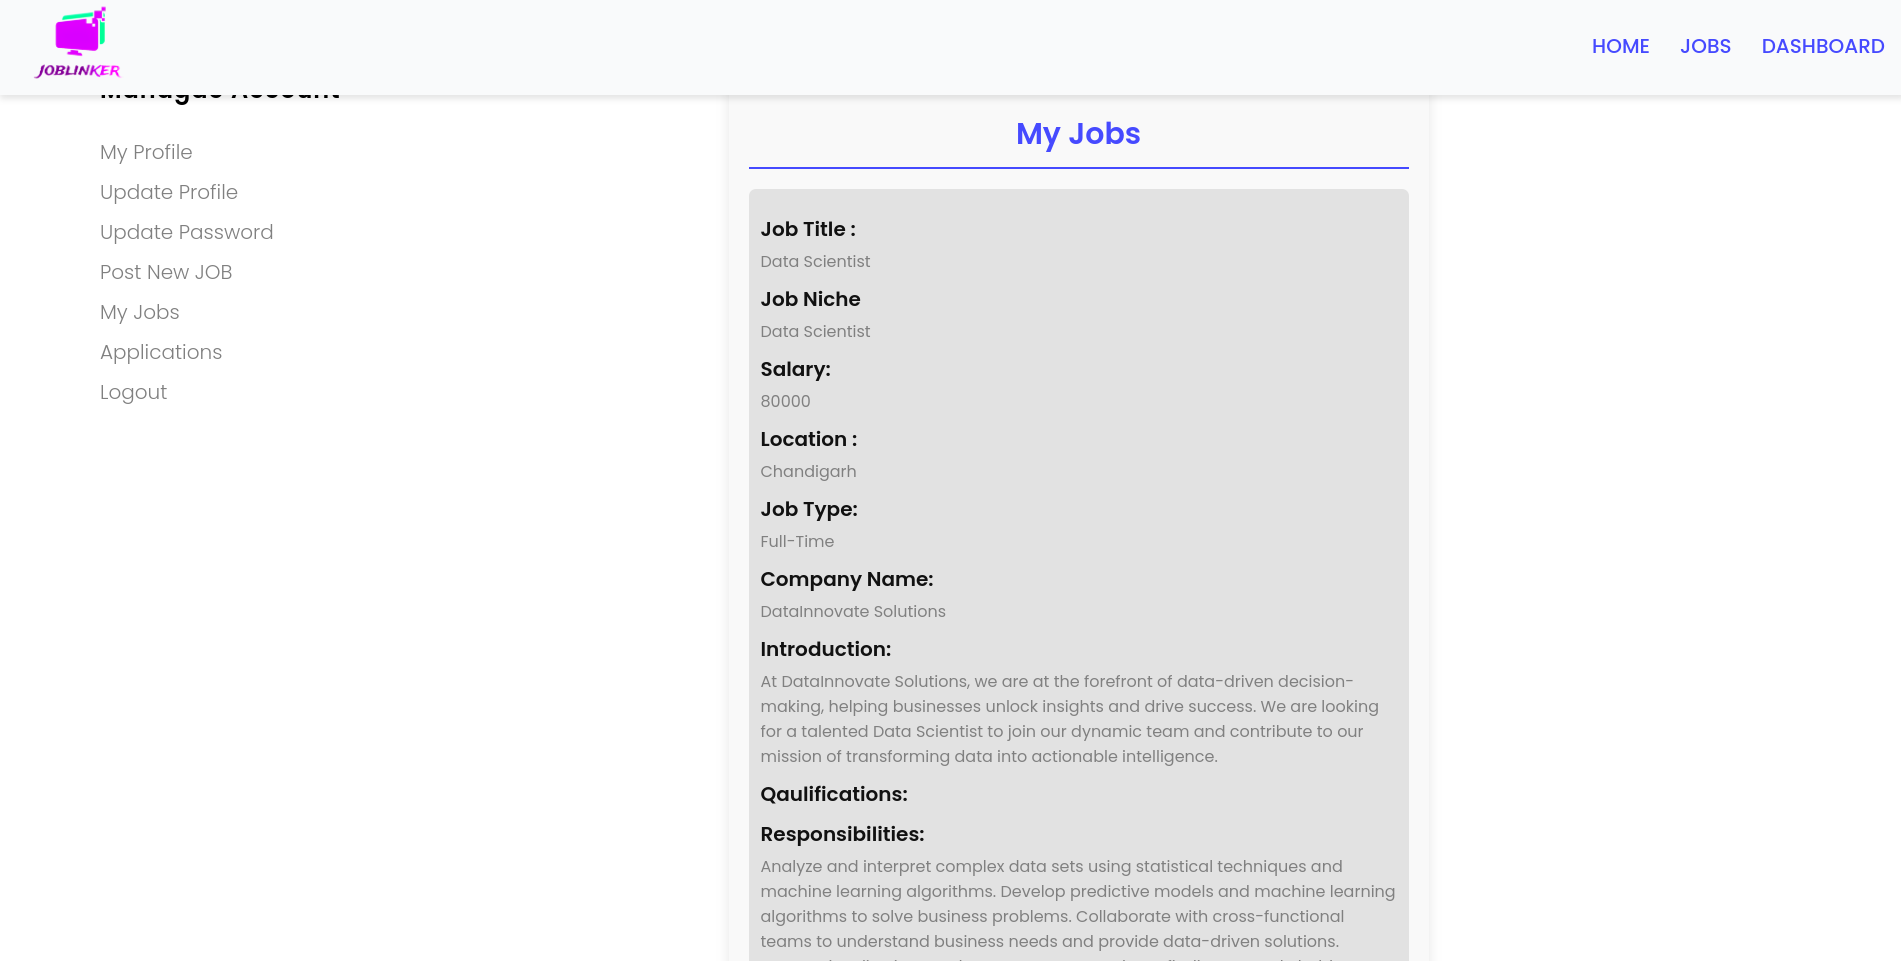 JOBLINKER
HOME JOBS DASHBOARD
Account
My Profile
Update Profile
Update Password
Post New JOB
My Jobs
Applications
Logout
My Jobs
Job Title :
Data Scientist
Job Niche
Data Scientist
Salary:
80000
Location :
Chandigarh
Job Type:
Full-Time
Company Name:
DataInnovate Solutions
Introduction:
At DataInnovate Solutions, we are at the forefront of data-driven decision-
making, helping businesses unlock insights and drive success. We are looking
for a talented Data Scientist to join our dynamic team and contribute to our
mission of transforming data into actionable intelligence.
Qaulifications:
Responsibilities:
Analyze and interpret complex data sets using statistical techniques and
machine learning algorithms. Develop predictive models and machine learning
algorithms to solve business problems. Collaborate with cross-functional
teams to understand business needs and provide data-driven solutions.